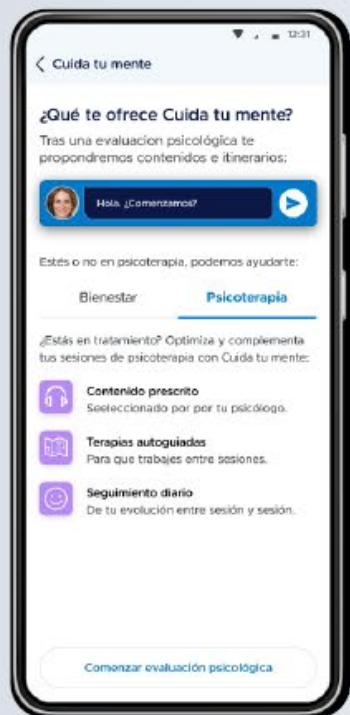 12:31
Cuida tu mente
¿Qué te ofrece Cuida tu mente?
Tras una evaluacion psicológica te
propondremos contenidos e itinerarios:
Hola. ¿Comenzamos?
Estés o no en psicoterapia, podemos ayudarte:
Bienestar Psicoterapia
¿Estás en tratamiento? Optimiza y complementa
tus sesiones de psicoterapia con Cuida tu mente:
Contenido prescrito
Seeleccionado por por tu psicólogo.
Terapias autoguiadas
Para que trabajes entre sesiones.
Seguimiento diario
De tu evolución entre sesión y sesión.
Comenzar evaluación psicológica